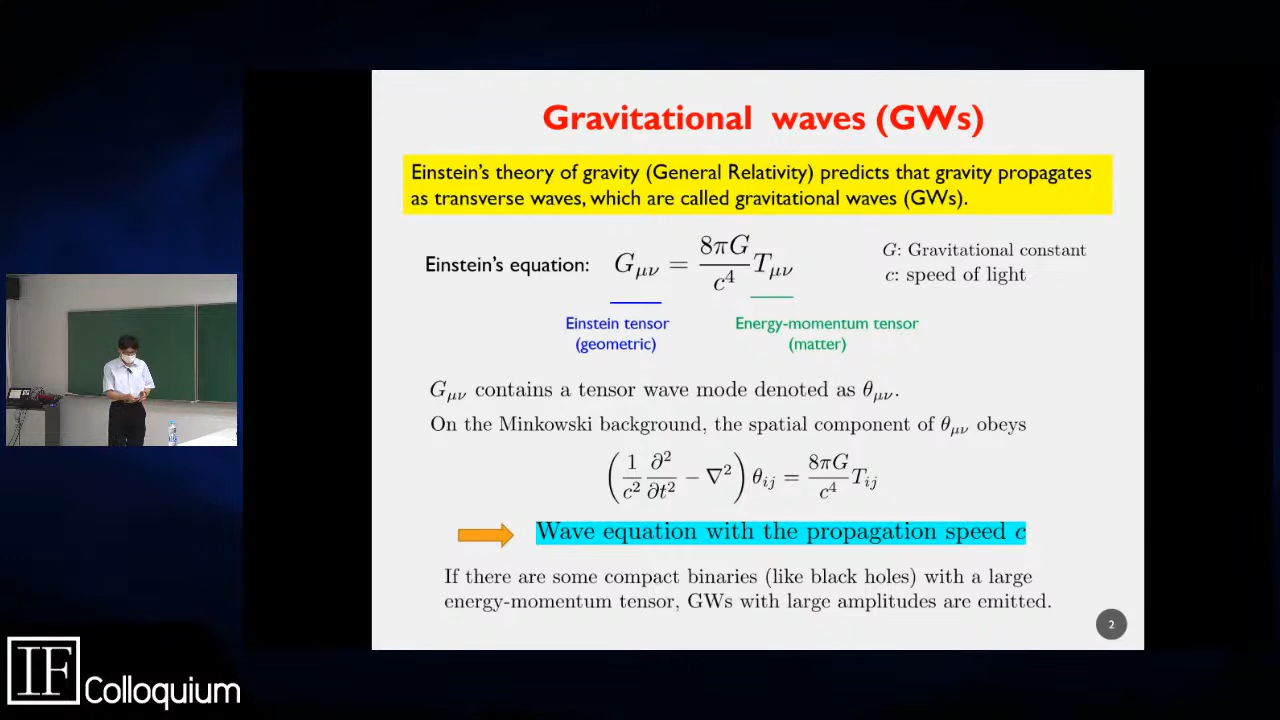 Gravitational waves (GWs)
Einstein's theory of gravity (General Relativity) predicts that gravity propagates
as transverse waves, which are called gravitational waves (GWs).
Einstein's equation: G_{μν} = \frac{8πG}{c^4} T_{μν}
G: Gravitational constant
c: speed of light
Einstein tensor
(geometric)
Energy-momentum tensor
(matter)
G_{μν} contains a tensor wave mode denoted as θ_{μν}.
On the Minkowski background, the spatial component of θ_{μν} obeys
\left( \frac{1}{c^2} \frac{∂^2}{∂t^2} − ∇^2 \right) θ_{ij} = \frac{8πG}{c^4} T_{ij}
Wave equation with the propagation speed c
If there are some compact binaries (like black holes) with a large
energy-momentum tensor, GWs with large amplitudes are emitted.
2
IF Colloquium